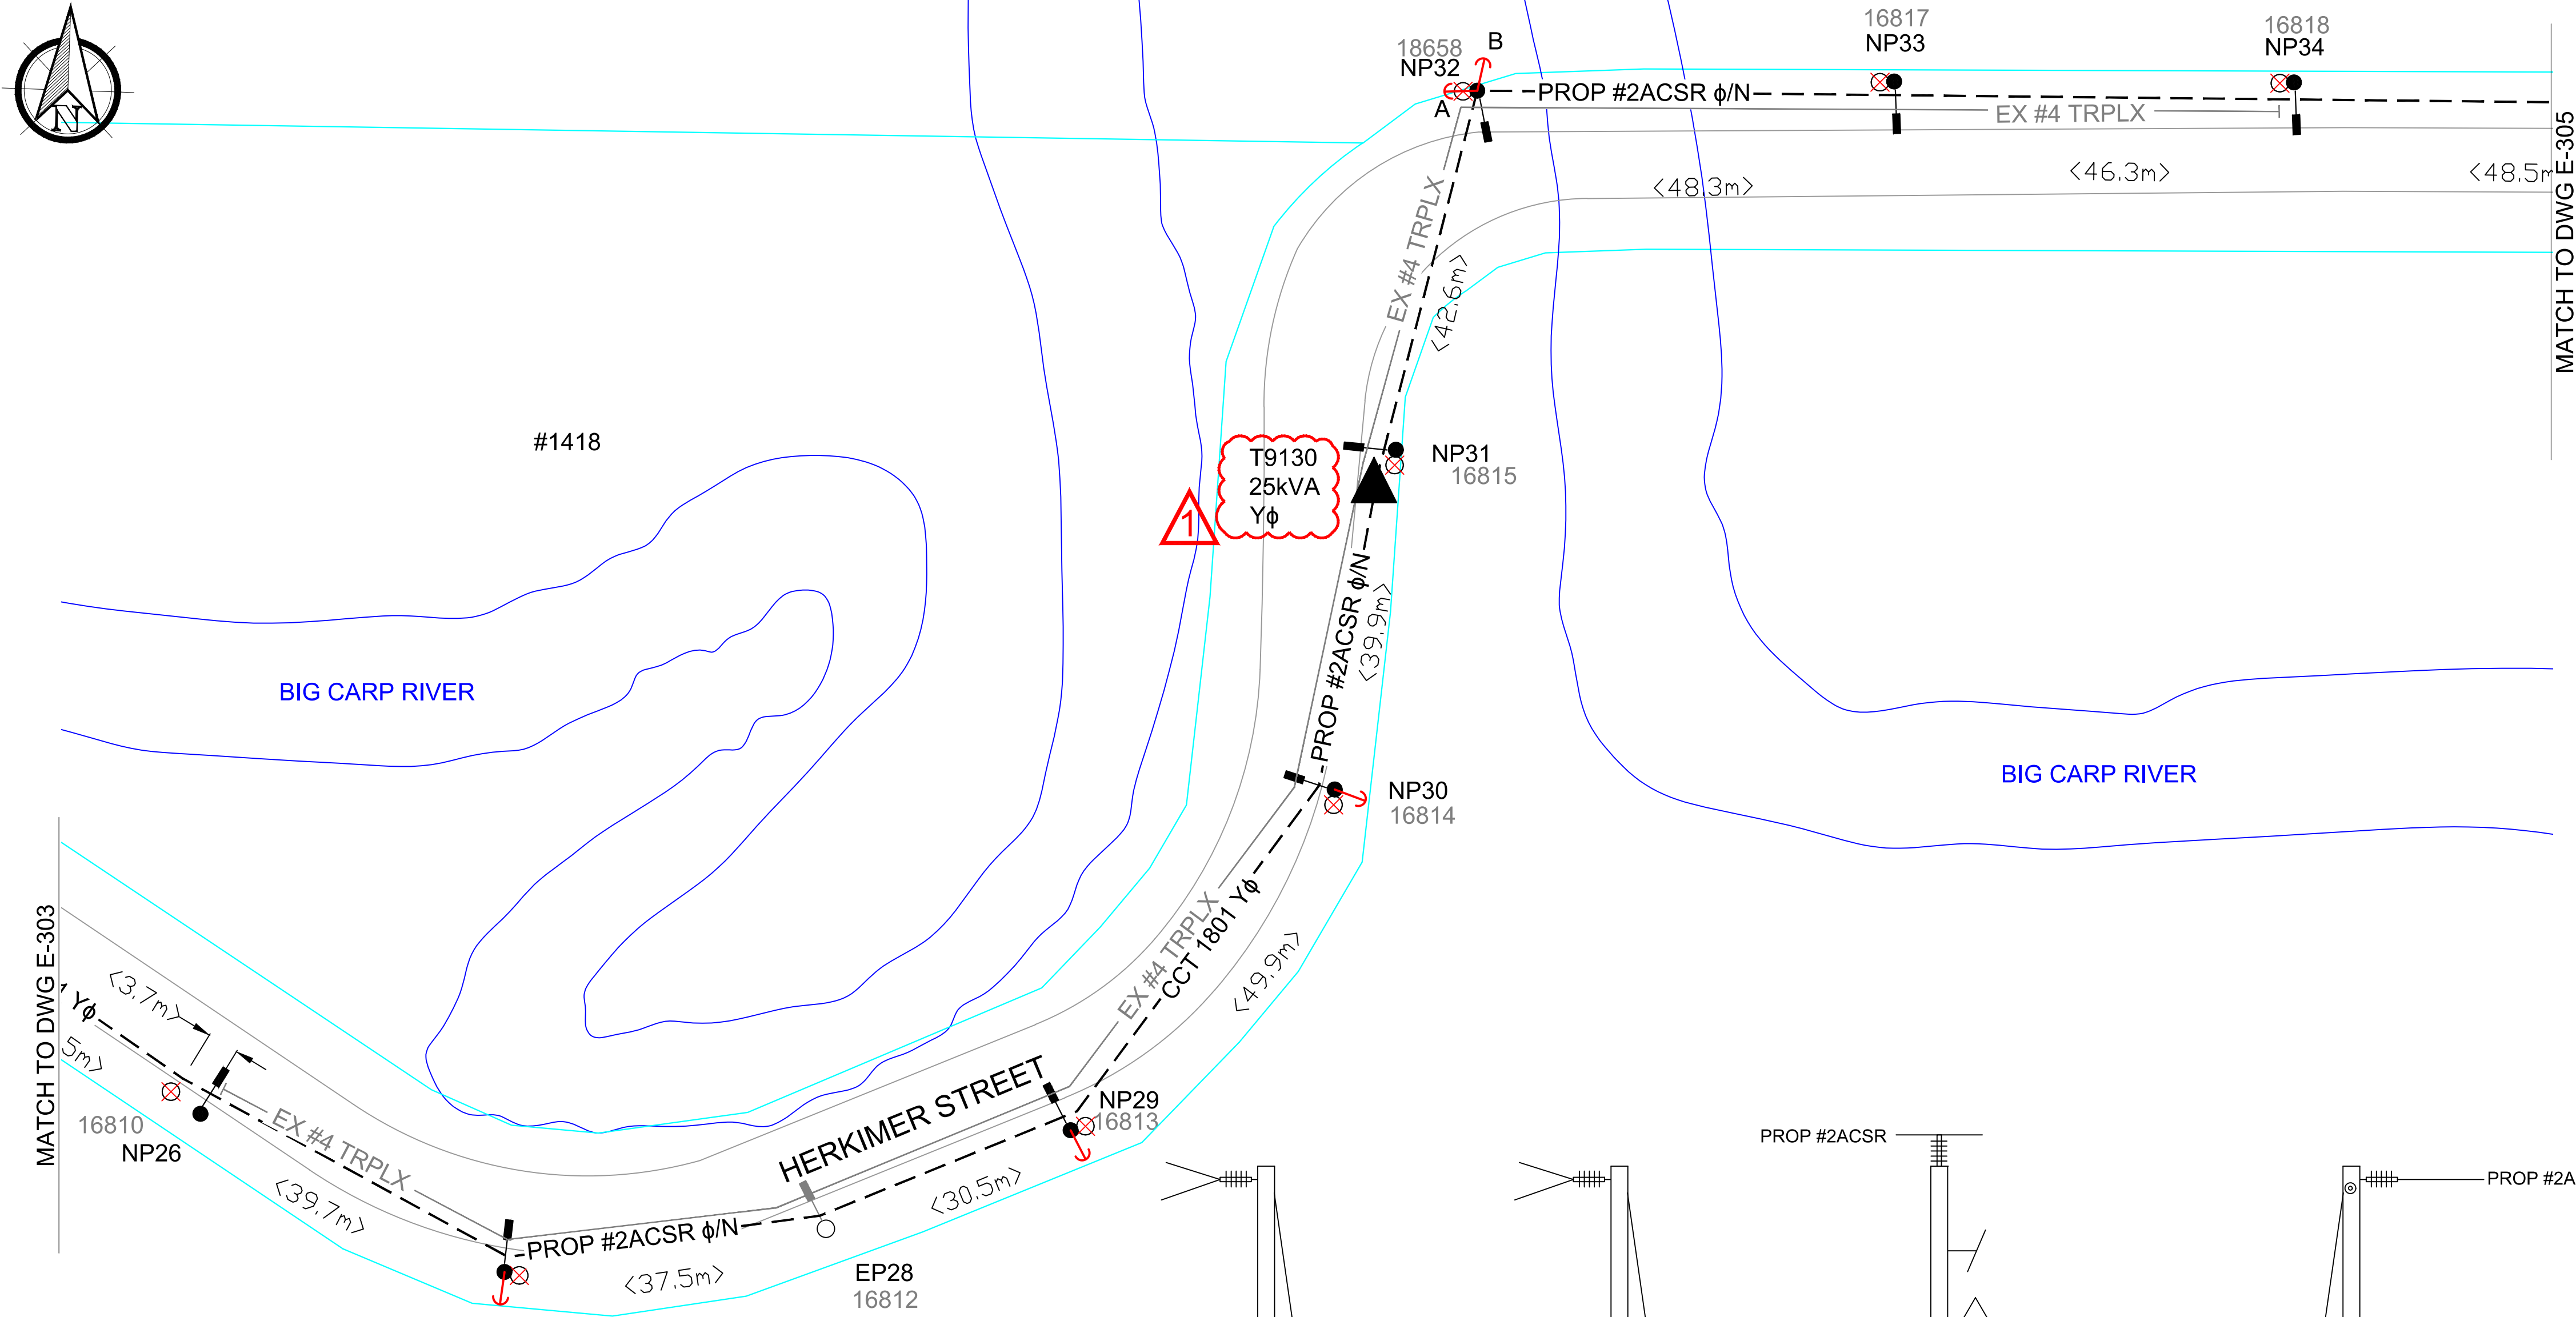 16817
NP33
16818
NP34
18658
NP32
B
A
PROP #2ACSR ϕ/N
EX #4 TRPLX
<48.3m>
<46.3m>
<48.5m
MATCH TO DWG E-305
N
EX #4 TRPLX
<42.6m>
#1418
T9130
25kVA
Yϕ
1
NP31
16815
PROP #2ACSR ϕ/N
<39.9m>
BIG CARP RIVER
BIG CARP RIVER
NP30
16814
EX #4 TRPLX
CCT 1801 Yϕ
<49.9m>
MATCH TO DWG E-303
<3.7m>
1 Yϕ
5m>
16810
NP26
EX #4 TRPLX
<39.7m>
HERKIMER STREET
NP29
16813
<30.5m>
PROP #2ACSR ϕ/N
<37.5m>
EP28
16812
PROP #2ACSR
PROP #2A